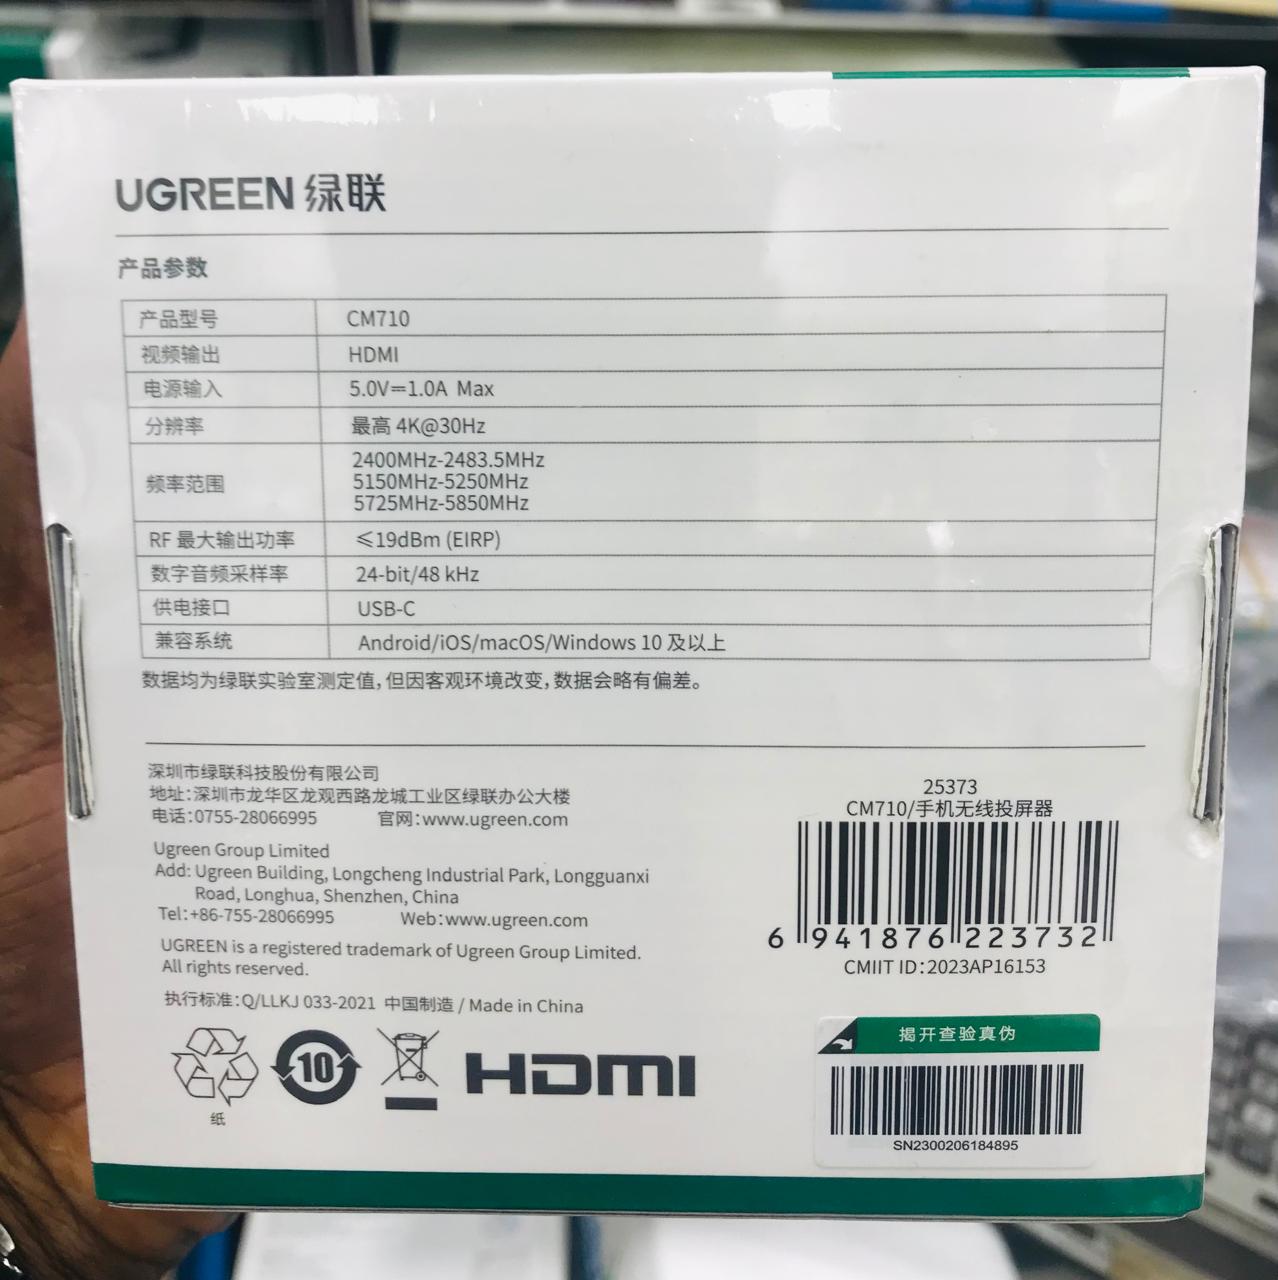 UGREEN 绿联
产品参数
产品型号 CM710
视频输出 HDMI
电源输入 5.0V⎓1.0A Max
分辨率 最高 4K@30Hz
频率范围 2400MHz-2483.5MHz
5150MHz-5250MHz
5725MHz-5850MHz
RF 最大输出功率 ≤19dBm (EIRP)
数字音频采样率 24-bit/48 kHz
供电接口 USB-C
兼容系统 Android/iOS/macOS/Windows 10 及以上
数据均为绿联实验室测定值,但因客观环境改变,数据会略有偏差。
深圳市绿联科技股份有限公司
地址:深圳市龙华区龙观西路龙城工业区绿联办公大楼
电话:0755-28066995 官网:www.ugreen.com
Ugreen Group Limited
Add: Ugreen Building, Longcheng Industrial Park, Longguanxi
Road, Longhua, Shenzhen, China
Tel:+86-755-28066995 Web:www.ugreen.com
UGREEN is a registered trademark of Ugreen Group Limited.
All rights reserved.
执行标准:Q/LLKJ 033-2021 中国制造 / Made in China
纸
10
HDMI
25373
CM710/手机无线投屏器
6 941876 223732
CMIIT ID:2023AP16153
揭开查验真伪
SN2300206184895